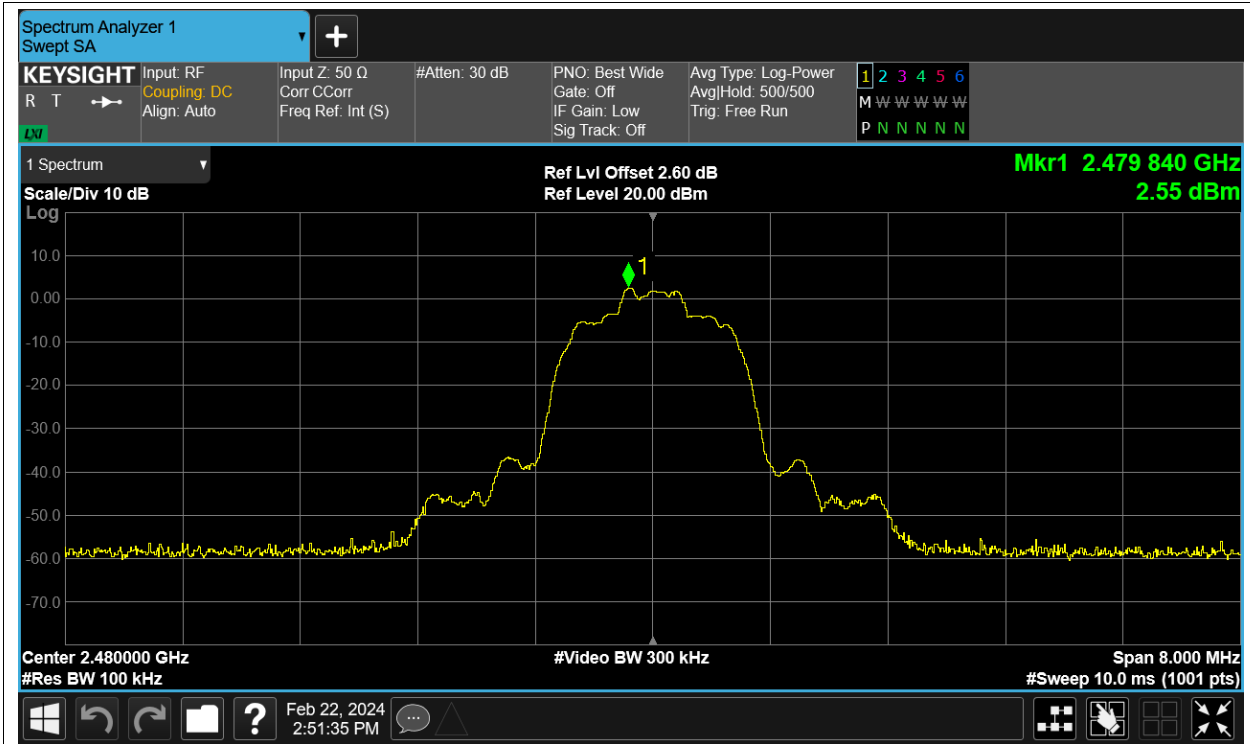 Spectrum Analyzer 1
Swept SA
KEYSIGHT
R T
LXI
Input: RF
Coupling: DC
Align: Auto
Input Z: 50 Ω
Corr CCorr
Freq Ref: Int (S)
#Atten: 30 dB
PNO: Best Wide
Gate: Off
IF Gain: Low
Sig Track: Off
Avg Type: Log-Power
Avg|Hold: 500/500
Trig: Free Run
1 2 3 4 5 6
M W W W W W
P N N N N N
1 Spectrum
Scale/Div 10 dB
Log
Ref Lvl Offset 2.60 dB
Ref Level 20.00 dBm
Mkr1 2.479 840 GHz
2.55 dBm
1
10.0
0.00
-10.0
-20.0
-30.0
-40.0
-50.0
-60.0
-70.0
Center 2.480000 GHz
#Res BW 100 kHz
#Video BW 300 kHz
Span 8.000 MHz
#Sweep 10.0 ms (1001 pts)
?
Feb 22, 2024
2:51:35 PM